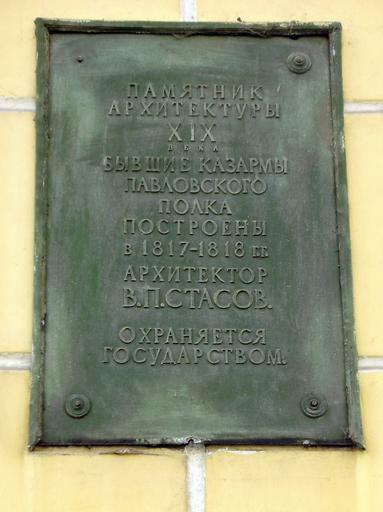 ПАМЯТНИК
АРХИТЕКТУРЫ
XIX
ВЕКА
БЫВШИЕ КАЗАРМЫ
ПАВЛОВСКОГО
ПОЛКА
ПОСТРОЕНЫ
В 1817-1818 ГГ.
АРХИТЕКТОР
В.П.СТАСОВ.
ОХРАНЯЕТСЯ
ГОСУДАРСТВОМ.